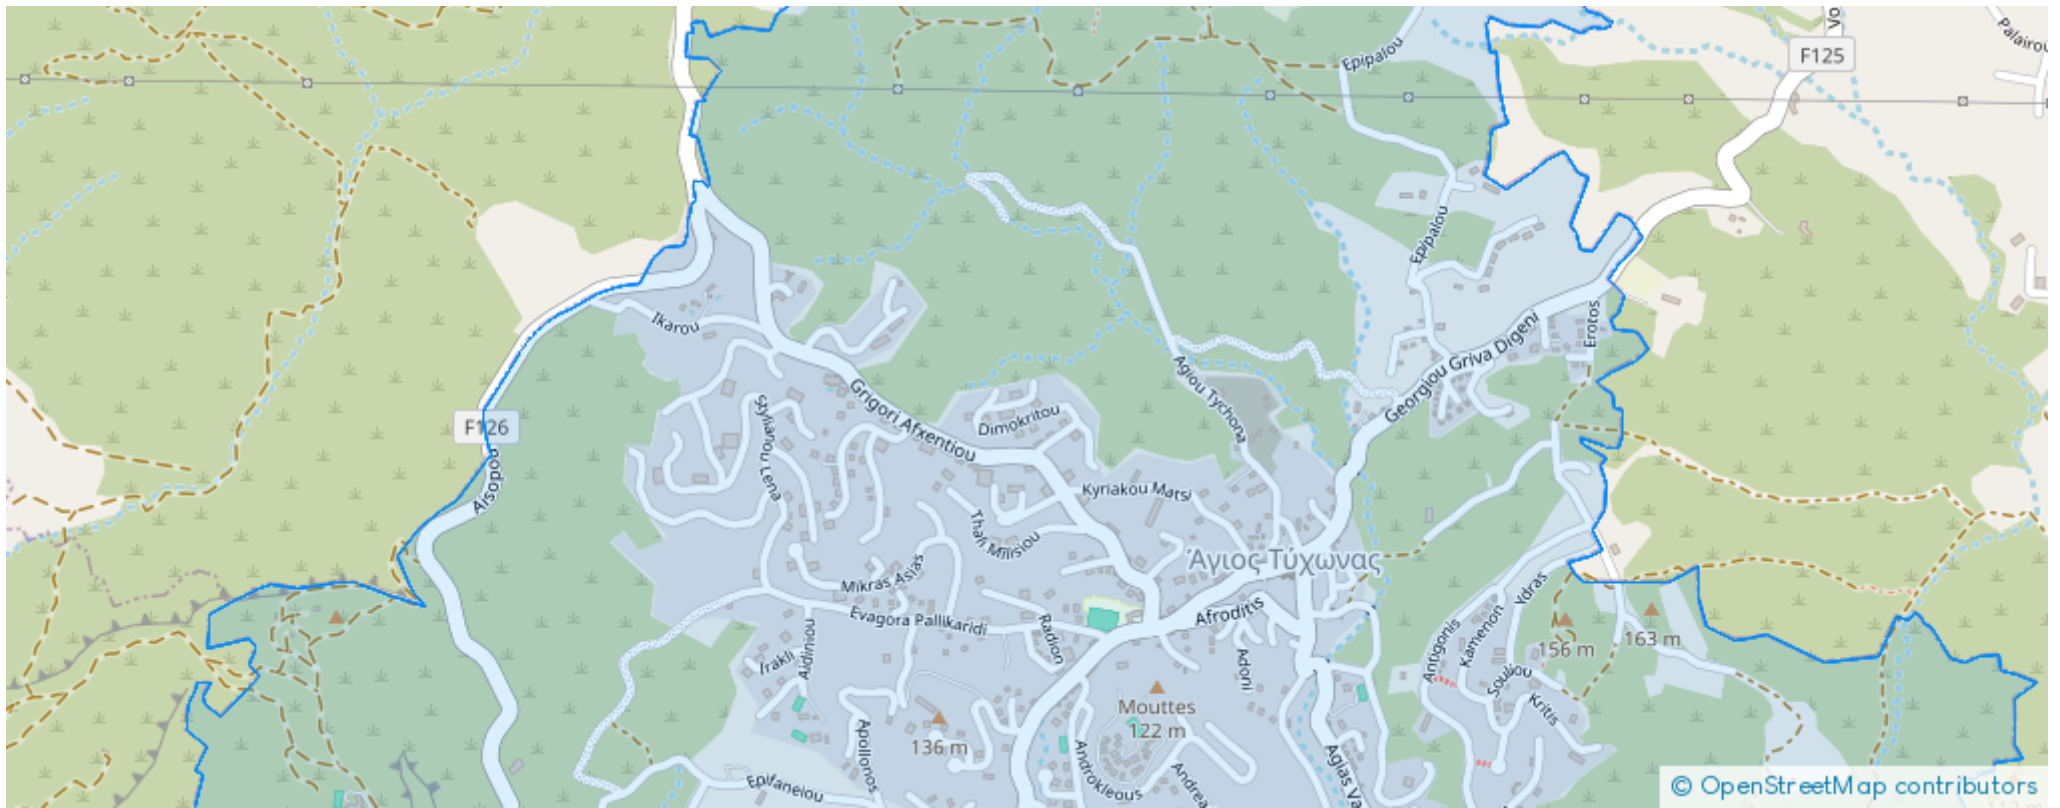 Epipalou
F125
Palairou
Epipalou
Ikarou
Erotos
Georgiou Griva Digeni
Agiou Tychona
Grigori Afxentiou
Dimokritou
Stylianou Lena
F126
Aisopou
Kyriakou Matsi
Thali Milisiou
Άγιος Τύχωνας
Mikras Asias
Evagora Pallikaridi
Afroditis
Ydras
Radion
Antigonis
Kamenon
156 m
163 m
Irakli
Aidiniou
Adoni
Souliou
Kritis
Mouttes
122 m
136 m
Apollonos
Androkleous
Andrea
Agias Va
Epifaneiou
© OpenStreetMap contributors